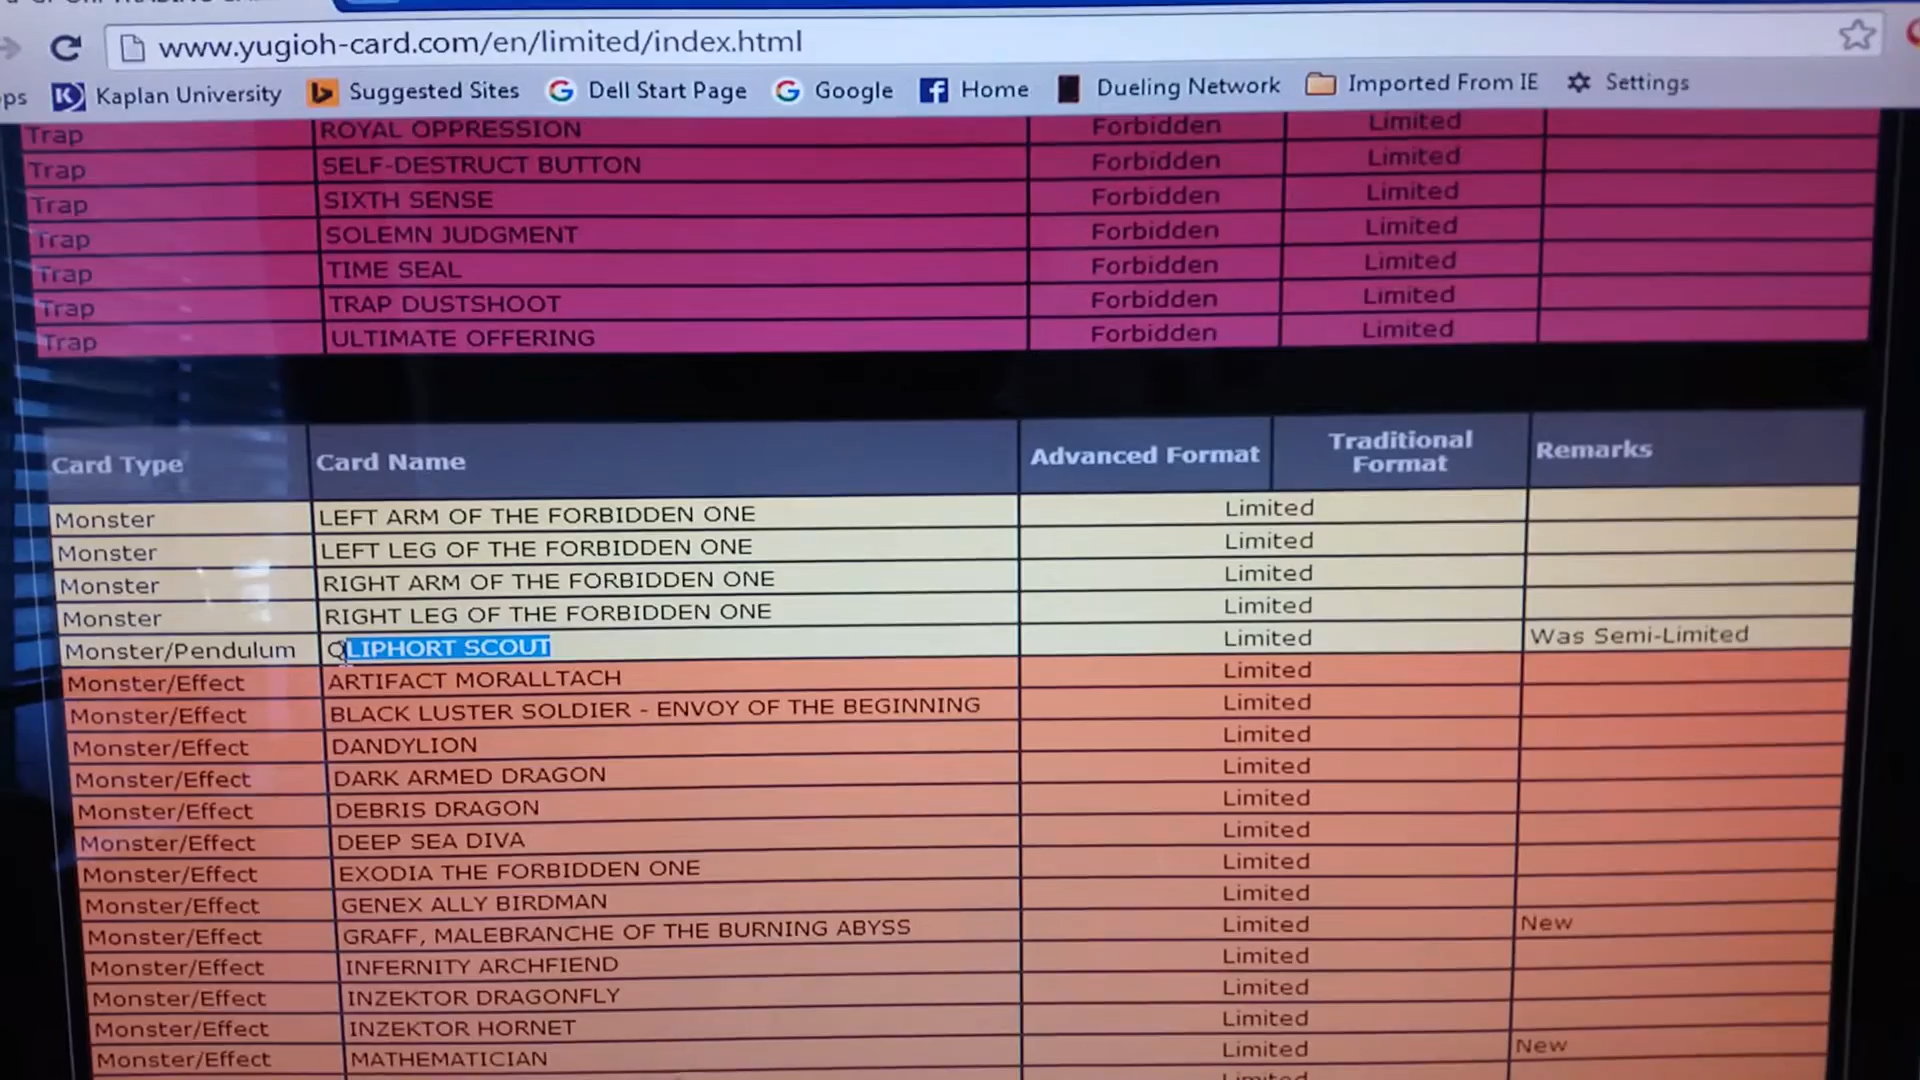 www.yugioh-card.com/en/limited/index.html
Kaplan University Suggested Sites Dell Start Page Google Home Dueling Network Imported From IE Settings
Trap ROYAL OPPRESSION Forbidden Limited
Trap SELF-DESTRUCT BUTTON Forbidden Limited
Trap SIXTH SENSE Forbidden Limited
Trap SOLEMN JUDGMENT Forbidden Limited
Trap TIME SEAL Forbidden Limited
Trap TRAP DUSTSHOOT Forbidden Limited
Trap ULTIMATE OFFERING Forbidden Limited
Card Type Card Name Advanced Format Traditional Format Remarks
Monster LEFT ARM OF THE FORBIDDEN ONE Limited
Monster LEFT LEG OF THE FORBIDDEN ONE Limited
Monster RIGHT ARM OF THE FORBIDDEN ONE Limited
Monster RIGHT LEG OF THE FORBIDDEN ONE Limited
Monster/Pendulum QLIPHORT SCOUT Limited Was Semi-Limited
Monster/Effect ARTIFACT MORALLTACH Limited
Monster/Effect BLACK LUSTER SOLDIER - ENVOY OF THE BEGINNING Limited
Monster/Effect DANDYLION Limited
Monster/Effect DARK ARMED DRAGON Limited
Monster/Effect DEBRIS DRAGON Limited
Monster/Effect DEEP SEA DIVA Limited
Monster/Effect EXODIA THE FORBIDDEN ONE Limited
Monster/Effect GENEX ALLY BIRDMAN Limited
Monster/Effect GRAFF, MALEBRANCHE OF THE BURNING ABYSS Limited New
Monster/Effect INFERNITY ARCHFIEND Limited
Monster/Effect INZEKTOR DRAGONFLY Limited
Monster/Effect INZEKTOR HORNET Limited
Monster/Effect MATHEMATICIAN Limited New